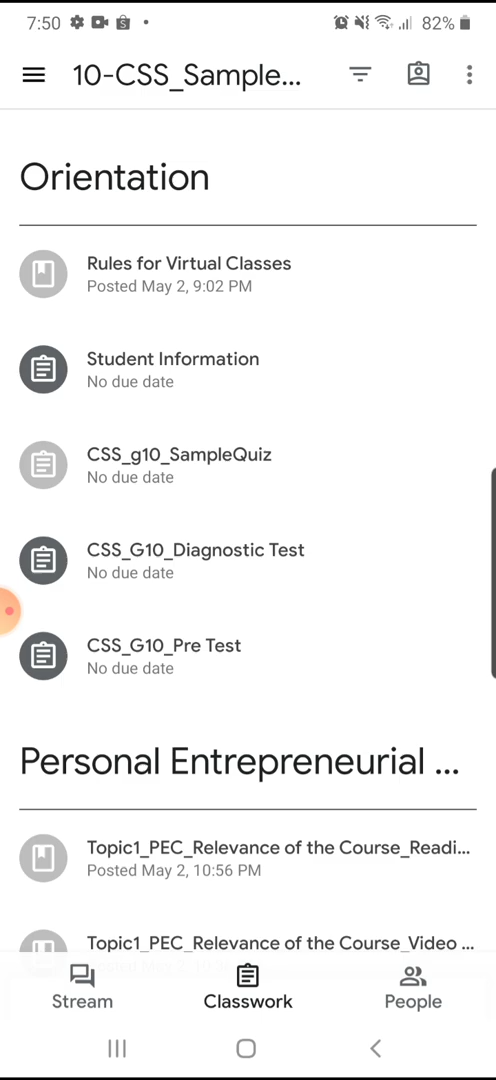 7:50
82%
10-CSS_Sample...
Orientation
Rules for Virtual Classes
Posted May 2, 9:02 PM
Student Information
No due date
CSS_g10_SampleQuiz
No due date
CSS_G10_Diagnostic Test
No due date
CSS_G10_Pre Test
No due date
Personal Entrepreneurial ...
Topic1_PEC_Relevance of the Course_Readi...
Posted May 2, 10:56 PM
Topic1_PEC_Relevance of the Course_Video ...
Stream
Classwork
People